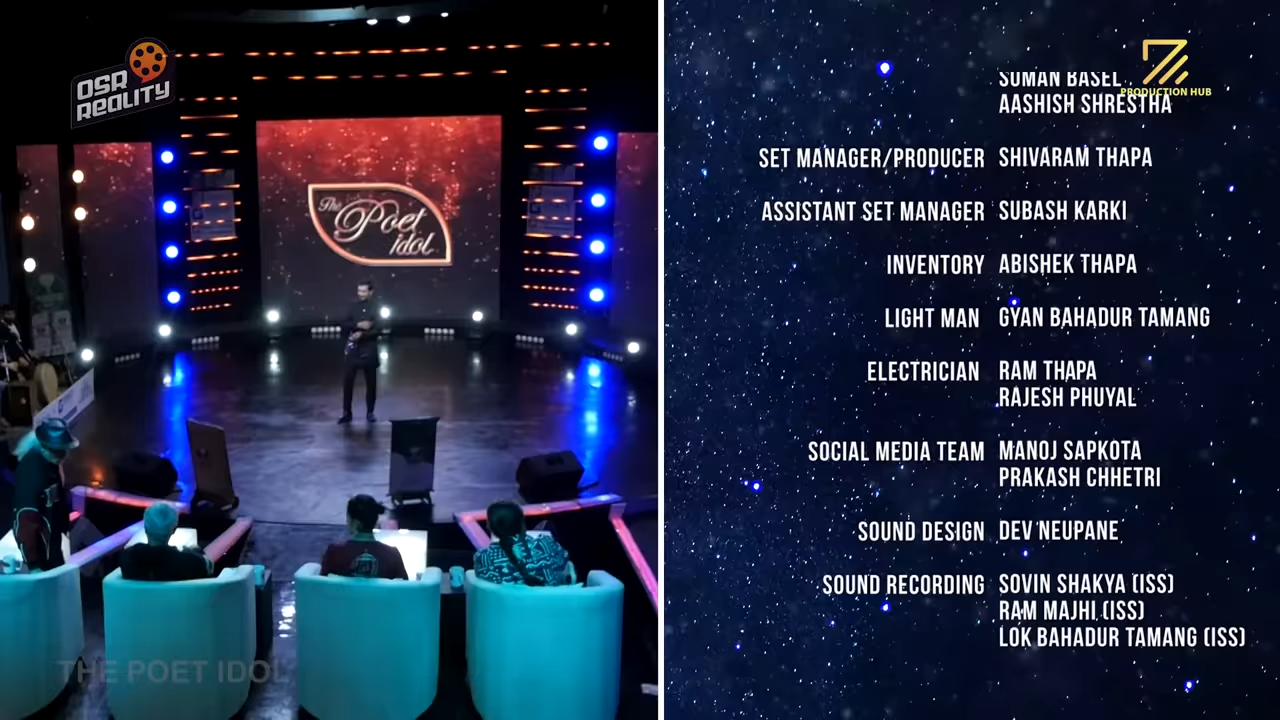 OSR
REALITY
The
Poet
Idol
THE POET IDOL
PRODUCTION HUB
SUMAN BASEL
AASHISH SHRESTHA
SET MANAGER/PRODUCER SHIVARAM THAPA
ASSISTANT SET MANAGER SUBASH KARKI
INVENTORY ABISHEK THAPA
LIGHT MAN GYAN BAHADUR TAMANG
ELECTRICIAN RAM THAPA
RAJESH PHUYAL
SOCIAL MEDIA TEAM MANOJ SAPKOTA
PRAKASH CHHETRI
SOUND DESIGN DEV NEUPANE
SOUND RECORDING SOVIN SHAKYA (ISS)
RAM MAJHI (ISS)
LOK BAHADUR TAMANG (ISS)